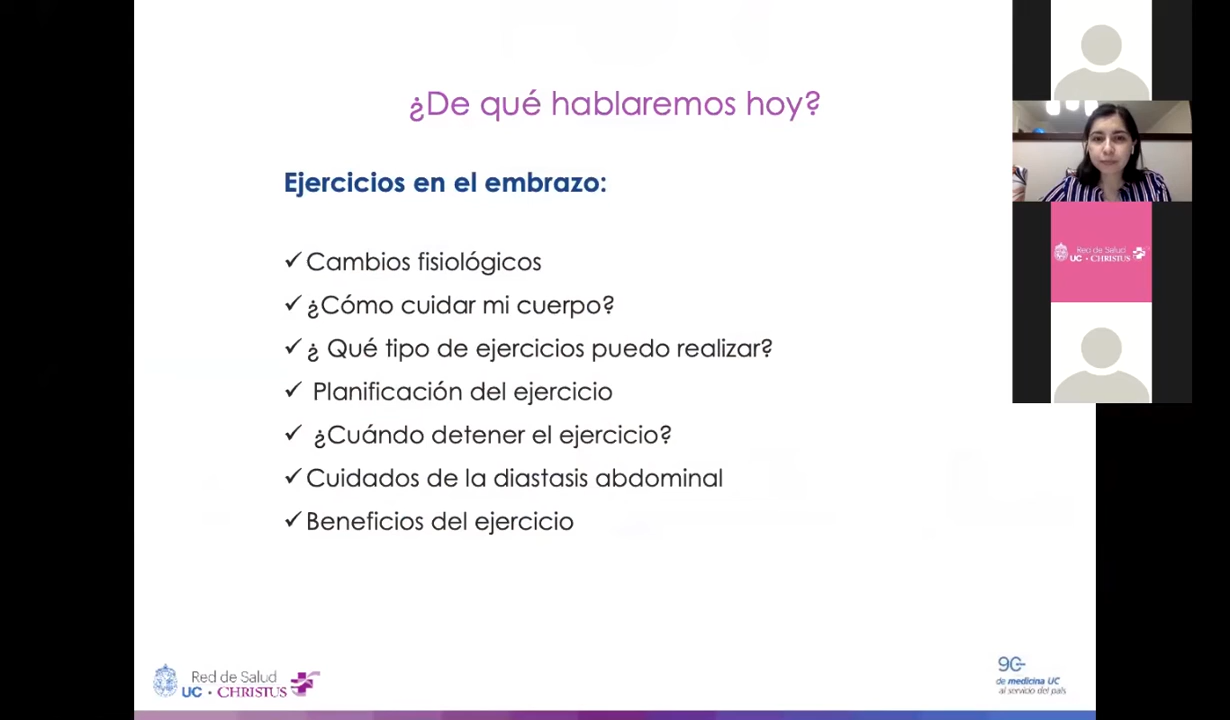 ¿De qué hablaremos hoy?
Ejercicios en el embrazo:
✓ Cambios fisiológicos
✓ ¿Cómo cuidar mi cuerpo?
✓ ¿ Qué tipo de ejercicios puedo realizar?
✓ Planificación del ejercicio
✓ ¿Cuándo detener el ejercicio?
✓ Cuidados de la diastasis abdominal
✓ Beneficios del ejercicio
Red de Salud
UC • CHRISTUS
Red de Salud
UC • CHRISTUS
90
de medicina UC
al servicio del país